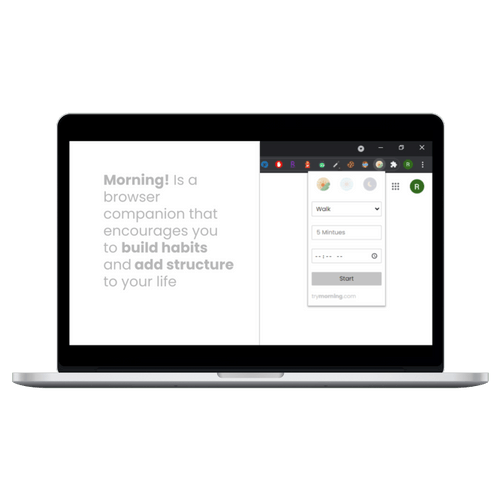 Morning! Is a
browser
companion that
encourages you
to build habits
and add structure
to your life
R
L
R
Walk
5 Mintues
--:-- --
Start
trymorning.com